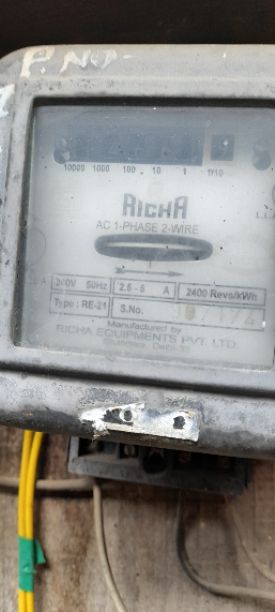 P. NO-
10000 1000 100 10 1 1/10
RICHA
AC 1-PHASE 2-WIRE
240V 50Hz 2.5 - 5 A 2400 Revs/kWh
Type : RE-21 S.No.
Manufactured by
RICHA EQUIPMENTS PVT. LTD.